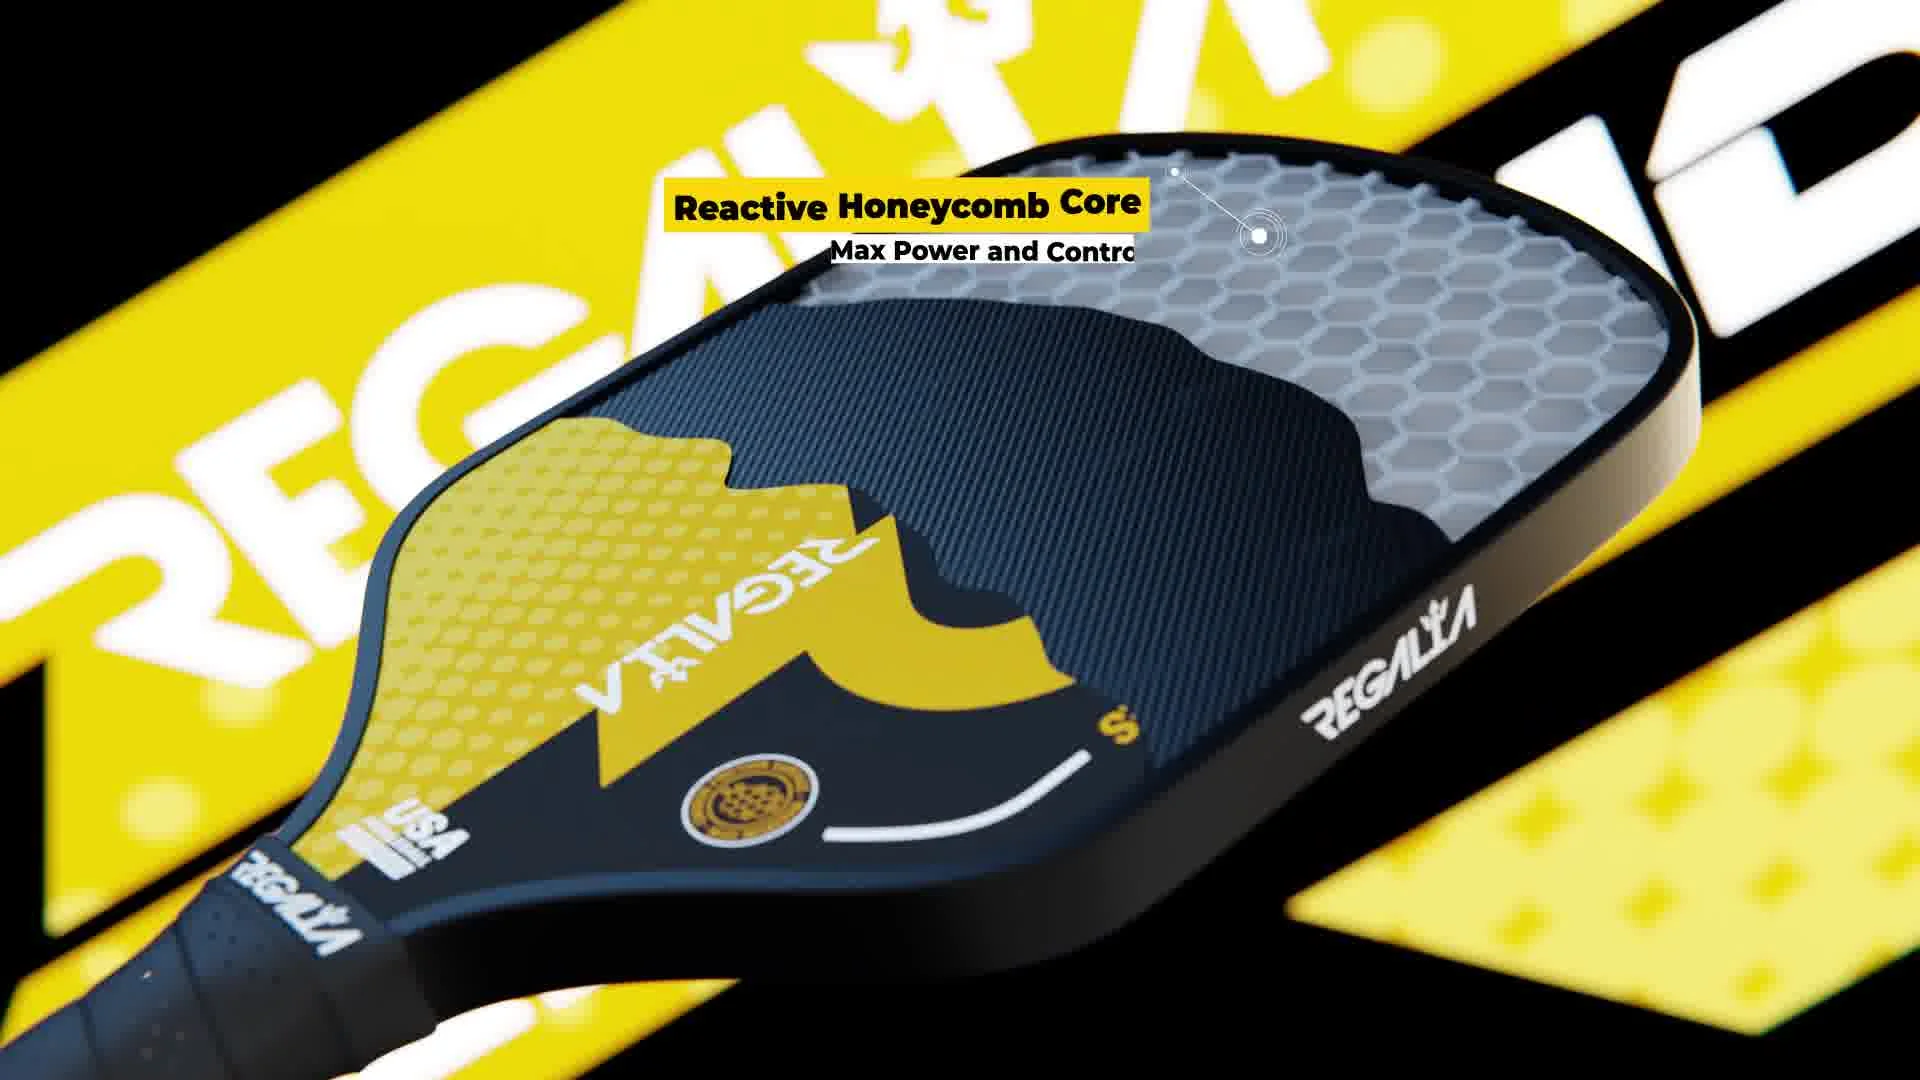 REGALIA
Reactive Honeycomb Core
Max Power and Contro
REGALIA
S
REGALIA
USA
REGALIA